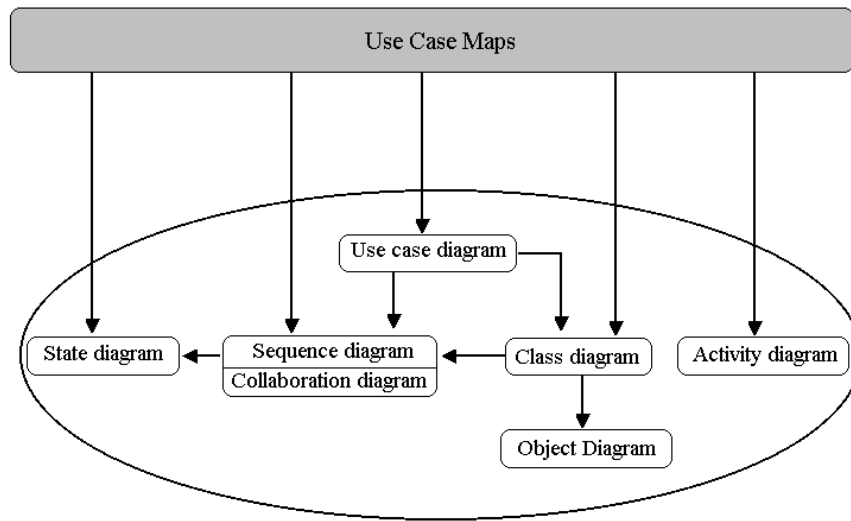 Use Case Maps
Use case diagram
State diagram
Sequence diagram
Collaboration diagram
Class diagram
Activity diagram
Object Diagram